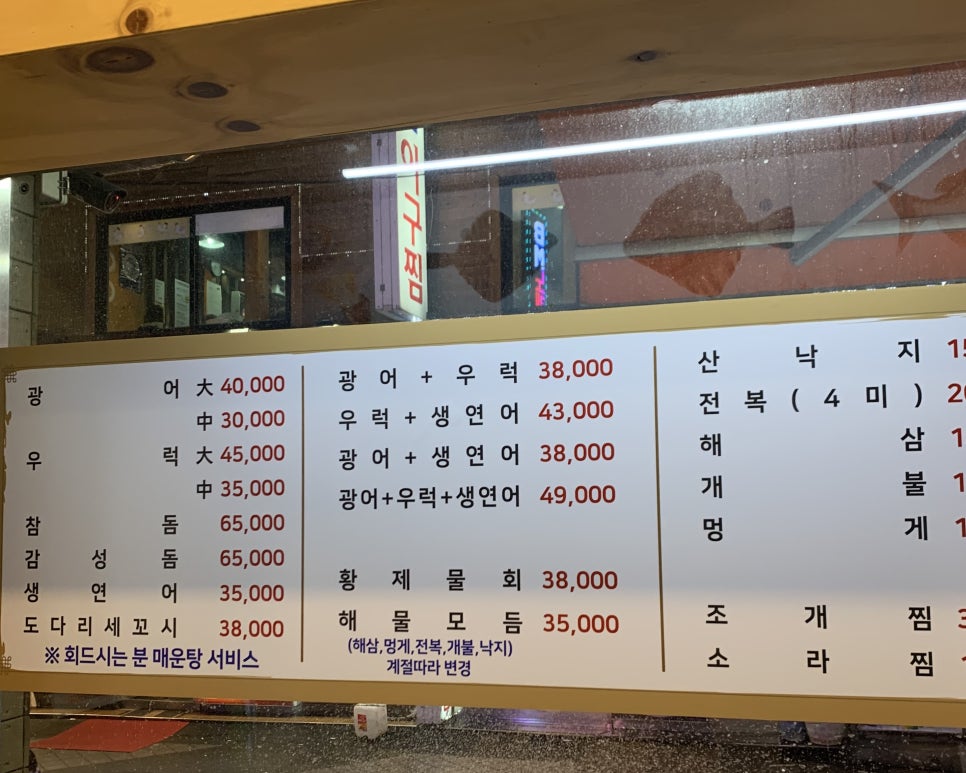 구찜
광어 大 40,000
中 30,000
우럭 大 45,000
中 35,000
참돔 65,000
감성돔 65,000
생연어 35,000
도다리세꼬시 38,000
※ 회드시는 분 매운탕 서비스
광어+우럭 38,000
우럭+생연어 43,000
광어+생연어 38,000
광어+우럭+생연어 49,000
황제물회 38,000
해물모듬 35,000
(해삼,멍게,전복,개불,낙지)
계절따라 변경
산낙지
전복(4미)
해삼
개불
멍게
조개찜
소라찜